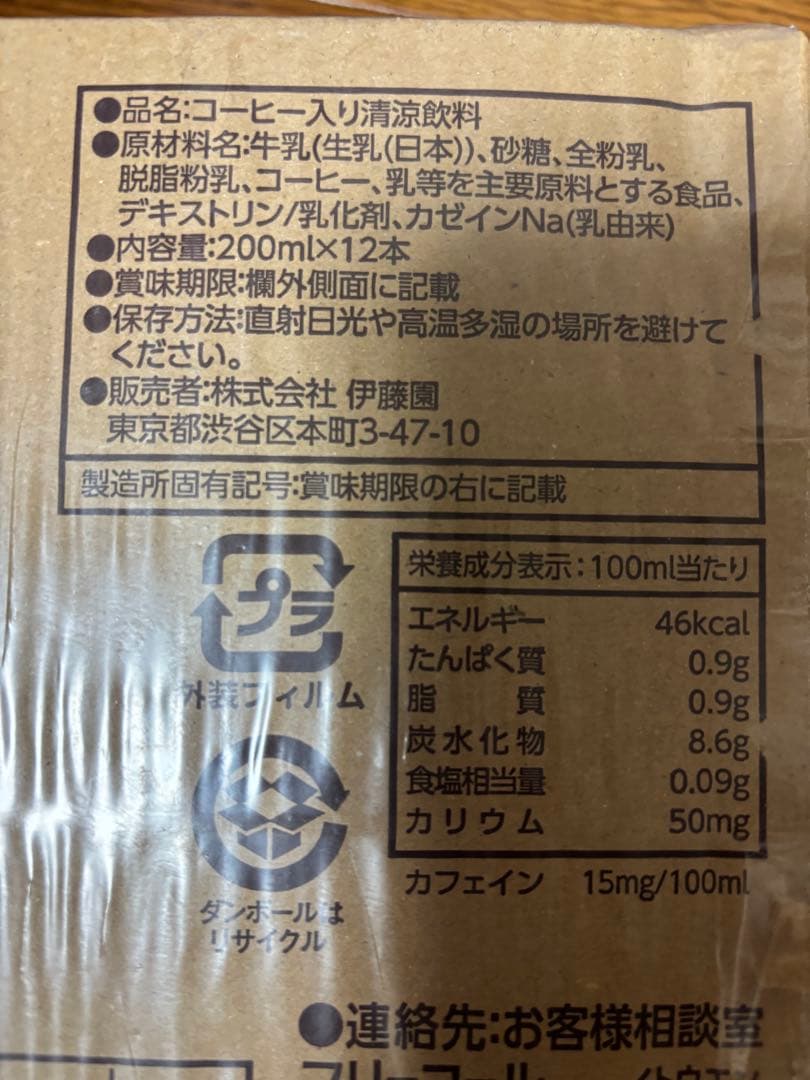 ●品名:コーヒー入り清涼飲料
●原材料名:牛乳(生乳(日本))、砂糖、全粉乳、
脱脂粉乳、コーヒー、乳等を主要原料とする食品、
デキストリン/乳化剤、カゼインNa(乳由来)
●内容量:200ml×12本
●賞味期限:欄外側面に記載
●保存方法:直射日光や高温多湿の場所を避けて
ください。
●販売者:株式会社 伊藤園
東京都渋谷区本町3-47-10
製造所固有記号:賞味期限の右に記載
プラ
外装フィルム
ダンボールは
リサイクル
栄養成分表示:100ml当たり
エネルギー 46kcal
たんぱく質 0.9g
脂質 0.9g
炭水化物 8.6g
食塩相当量 0.09g
カリウム 50mg
カフェイン 15mg/100ml
●連絡先:お客様相談室